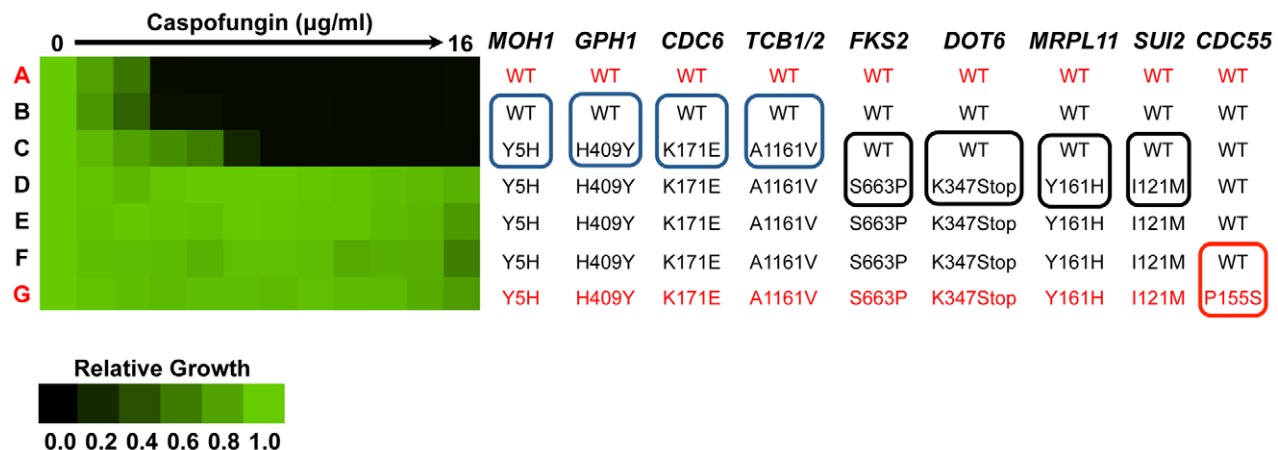 Caspofungin (µg/ml)
0 16 MOH1 GPH1 CDC6 TCB1/2 FKS2 DOT6 MRPL11 SUI2 CDC55
A WT WT WT WT WT WT WT WT WT
B WT WT WT WT WT WT WT WT WT
C Y5H H409Y K171E A1161V WT WT WT WT WT
D Y5H H409Y K171E A1161V S663P K347Stop Y161H I121M WT
E Y5H H409Y K171E A1161V S663P K347Stop Y161H I121M WT
F Y5H H409Y K171E A1161V S663P K347Stop Y161H I121M WT
G Y5H H409Y K171E A1161V S663P K347Stop Y161H I121M P155S
Relative Growth
0.0 0.2 0.4 0.6 0.8 1.0